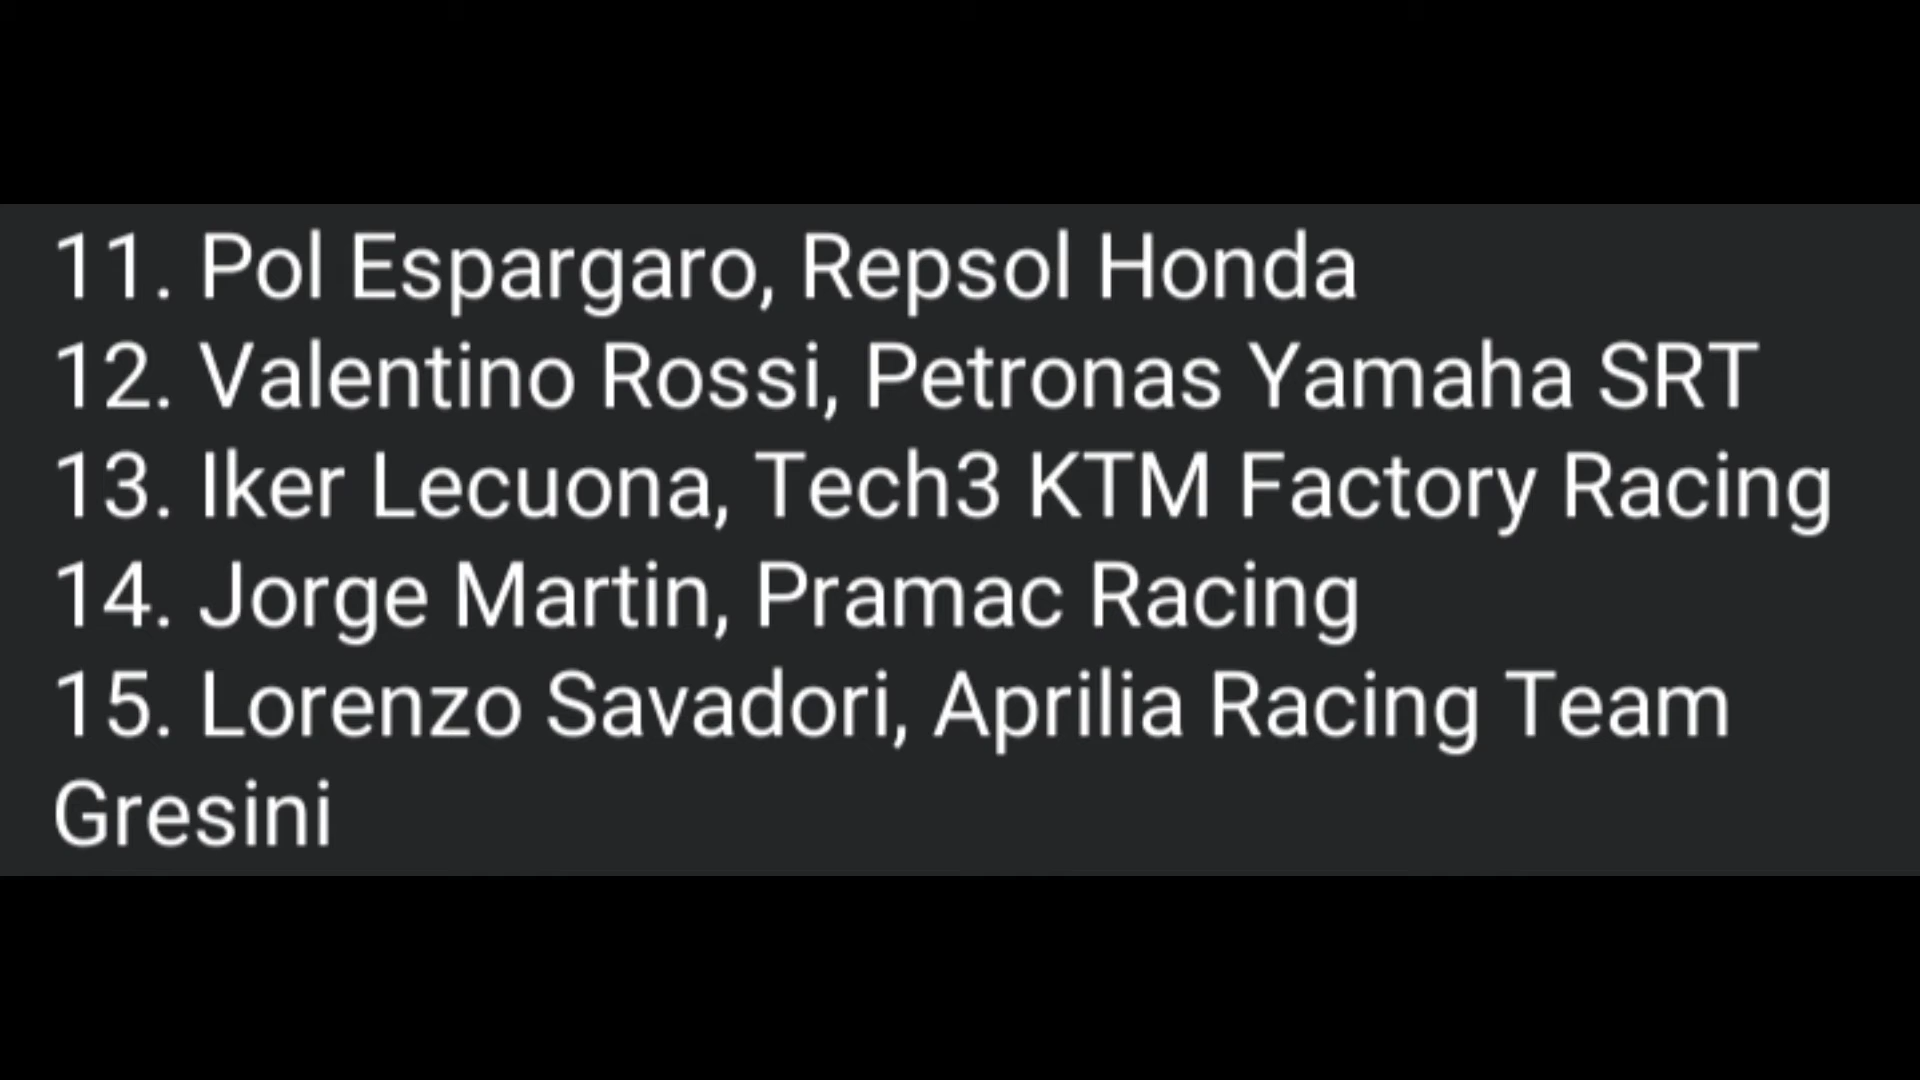 11. Pol Espargaro, Repsol Honda
12. Valentino Rossi, Petronas Yamaha SRT
13. Iker Lecuona, Tech3 KTM Factory Racing
14. Jorge Martin, Pramac Racing
15. Lorenzo Savadori, Aprilia Racing Team
Gresini